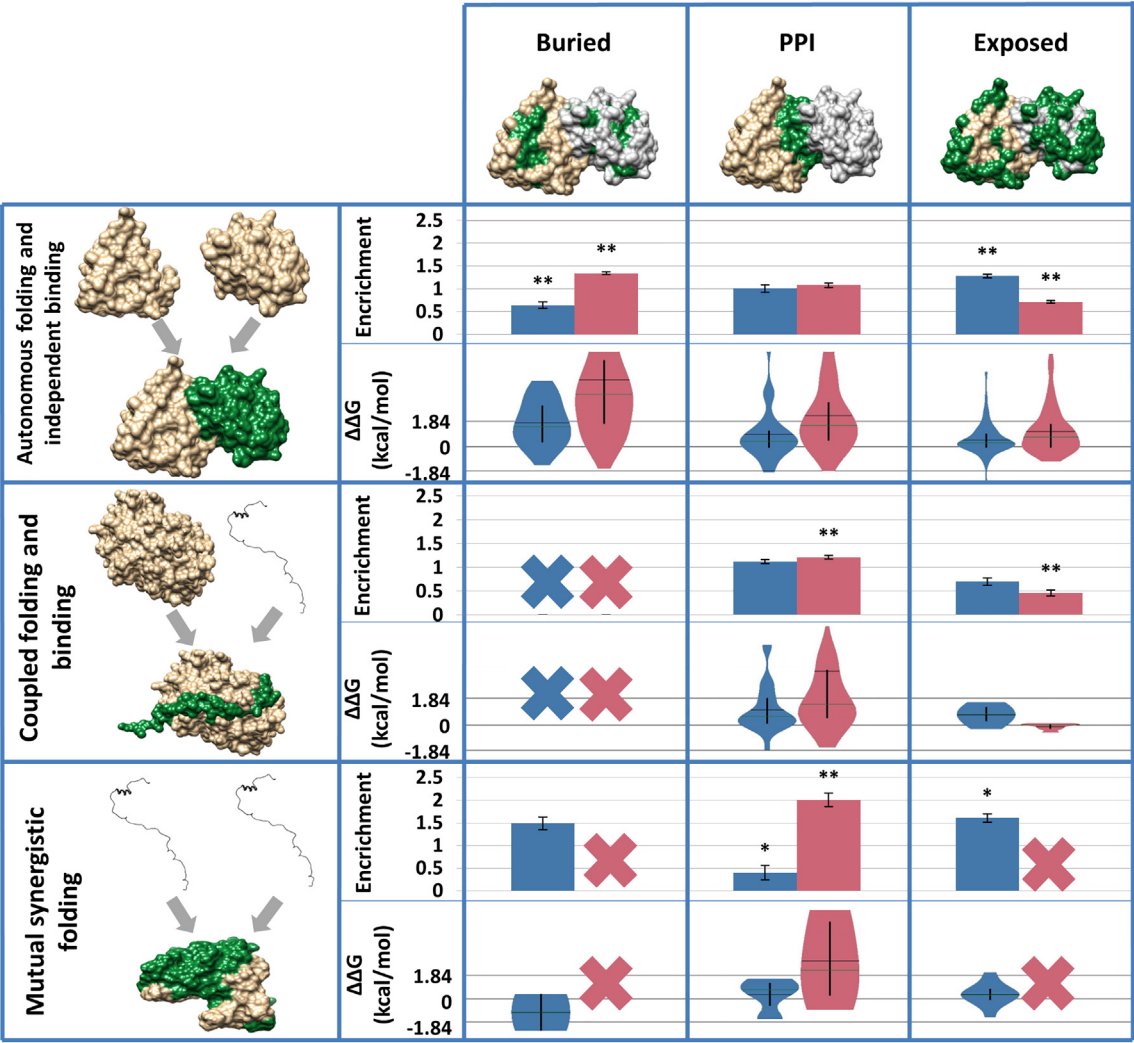 Buried
PPI
Exposed
Autonomous folding and
independent binding
Encrichment
2.5
2
1.5
1
0.5
0
**
**
**
**
ΔΔG
(kcal/mol)
1.84
0
-1.84
Coupled folding and
binding
Enrichment
2.5
2
1.5
1
0.5
0
**
**
ΔΔG
(kcal/mol)
1.84
0
-1.84
Mutual synergistic
folding
Enrichment
2.5
2
1.5
1
0.5
0
*
**
*
ΔΔG
(kcal/mol)
1.84
0
-1.84